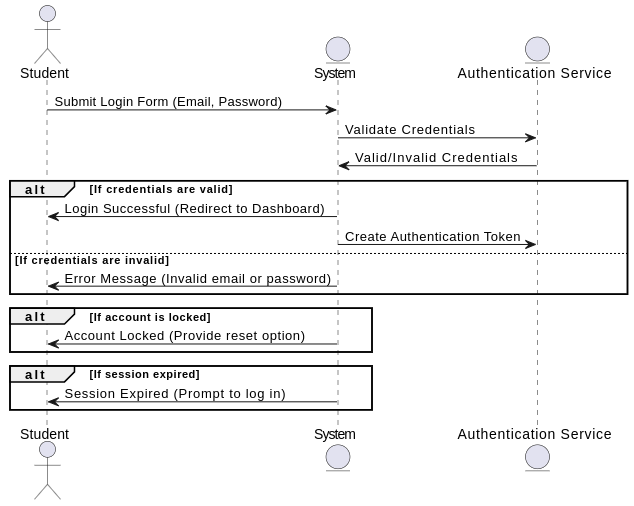 Student
System
Authentication Service
Submit Login Form (Email, Password)
Validate Credentials
Valid/Invalid Credentials
alt [If credentials are valid]
Login Successful (Redirect to Dashboard)
Create Authentication Token
[If credentials are invalid]
Error Message (Invalid email or password)
alt [If account is locked]
Account Locked (Provide reset option)
alt [If session expired]
Session Expired (Prompt to log in)
Student
System
Authentication Service